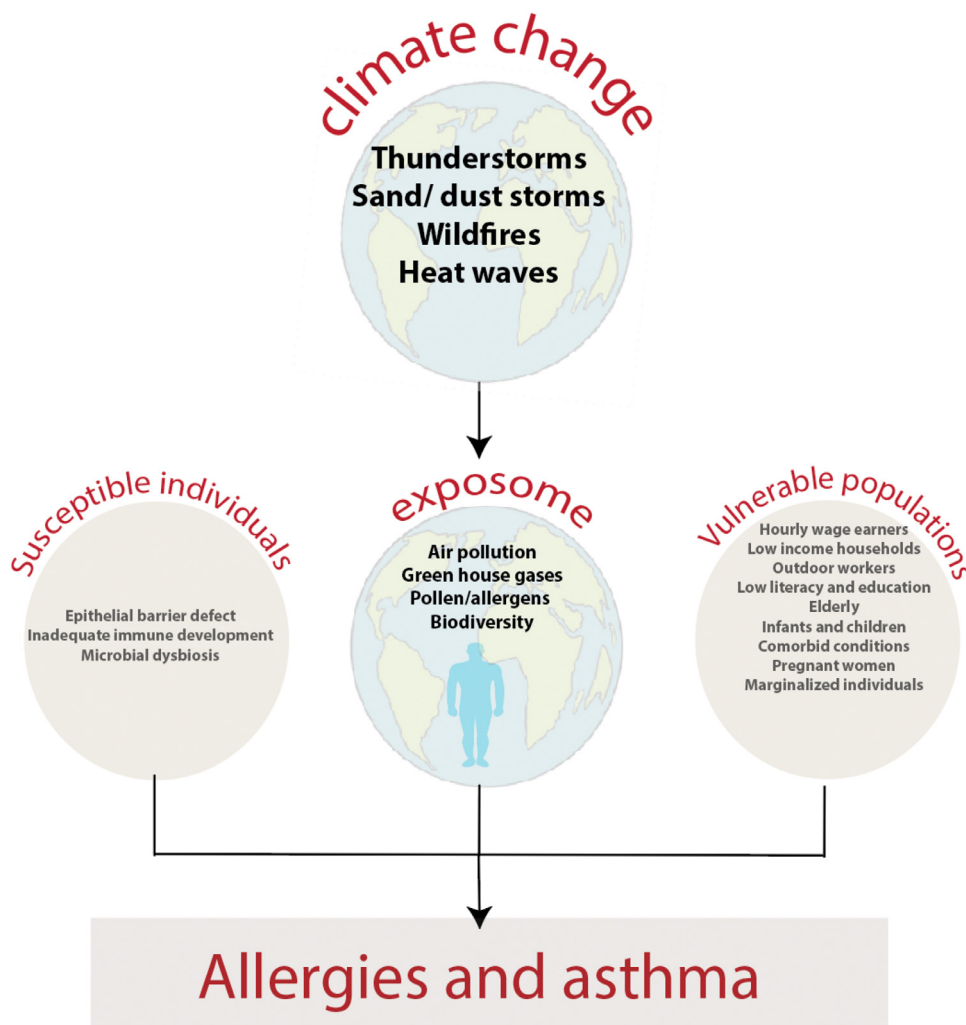 climate change
Thunderstorms
Sand/ dust storms
Wildfires
Heat waves
Susceptible individuals
Epithelial barrier defect
Inadequate immune development
Microbial dysbiosis
exposome
Air pollution
Green house gases
Pollen/allergens
Biodiversity
Vulnerable populations
Hourly wage earners
Low income households
Outdoor workers
Low literacy and education
Elderly
Infants and children
Comorbid conditions
Pregnant women
Marginalized individuals
Allergies and asthma